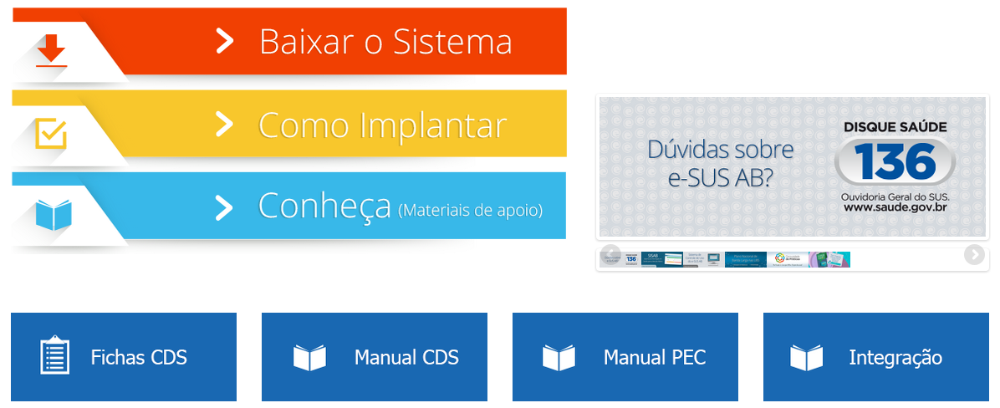 Baixar o Sistema
Como Implantar
Conheça (Materiais de apoio)
Dúvidas sobre
e-SUS AB?
DISQUE SAÚDE
136
Ouvidoria Geral do SUS.
www.saude.gov.br
136
SISAB
Fichas CDS
Manual CDS
Manual PEC
Integração